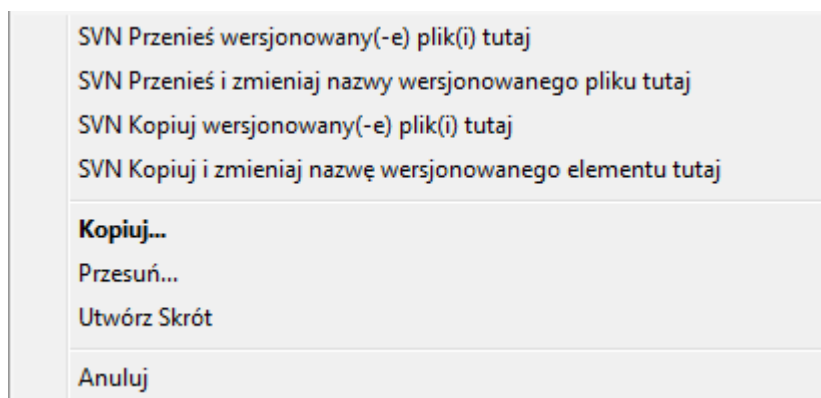 SVN Przenieś wersjonowany(-e) plik(i) tutaj
SVN Przenieś i zmieniaj nazwy wersjonowanego pliku tutaj
SVN Kopiuj wersjonowany(-e) plik(i) tutaj
SVN Kopiuj i zmieniaj nazwę wersjonowanego elementu tutaj
Kopiuj...
Przesuń...
Utwórz Skrót
Anuluj